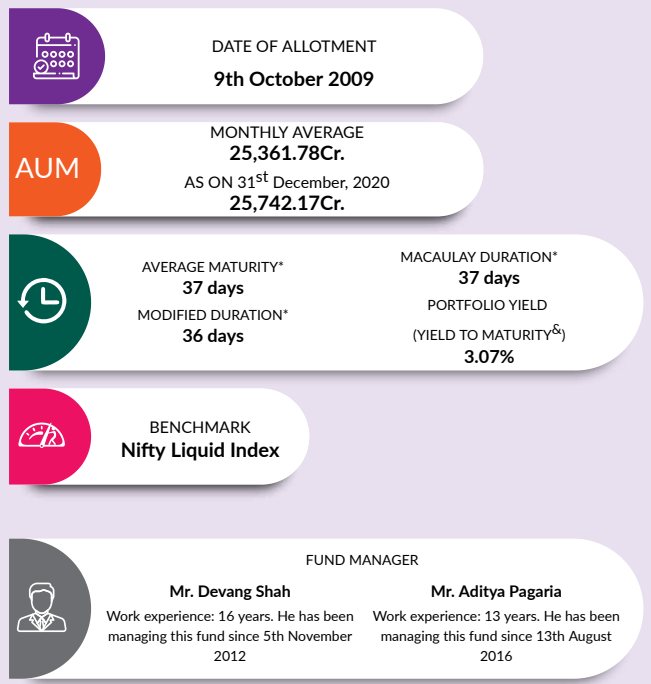 DATE OF ALLOTMENT
9th October 2009
AUM
MONTHLY AVERAGE
25,361.78Cr.
AS ON 31st December, 2020
25,742.17Cr.
AVERAGE MATURITY*
37 days
MODIFIED DURATION*
36 days
MACAULAY DURATION*
37 days
PORTFOLIO YIELD
(YIELD TO MATURITY&)
3.07%
BENCHMARK
Nifty Liquid Index
FUND MANAGER
Mr. Devang Shah
Work experience: 16 years. He has been
managing this fund since 5th November
2012
Mr. Aditya Pagaria
Work experience: 13 years. He has been
managing this fund since 13th August
2016